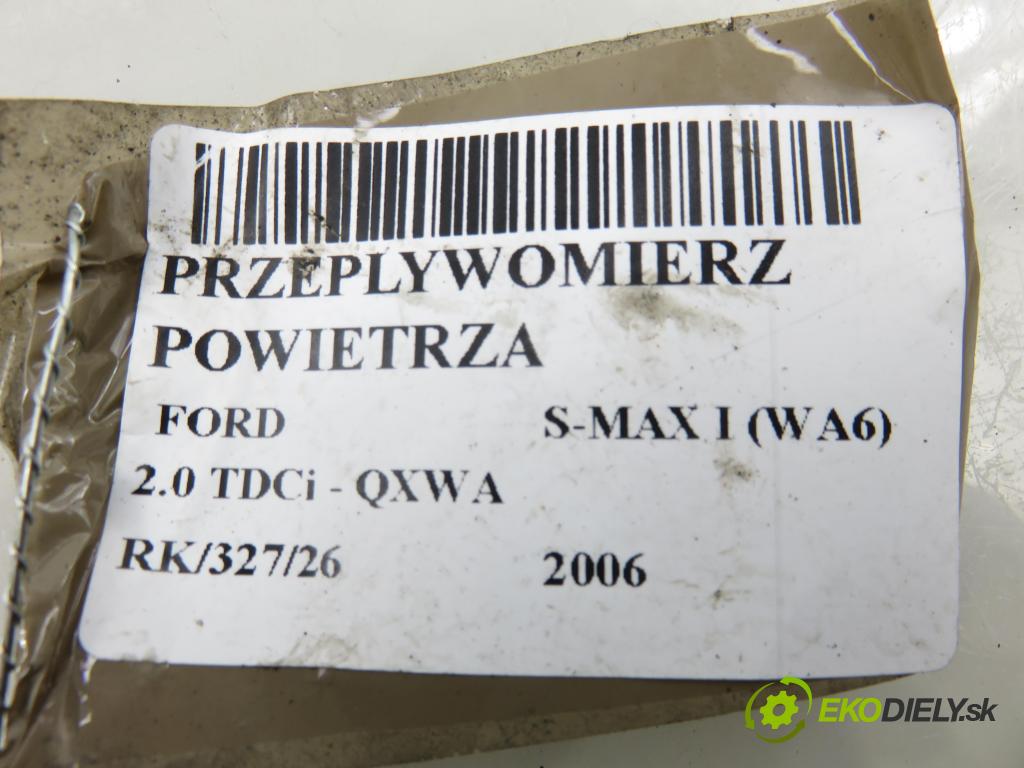 PRZEPLYWOMIERZ
POWIETRZA
FORD S-MAX I (WA6)
2.0 TDCi - QXWA
RK/327/26 2006
EKODIELY.sk